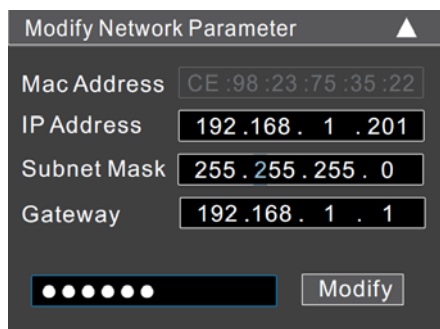 Modify Network Parameter
Mac Address CE:98:23:75:35:22
IP Address 192.168. 1 .201
Subnet Mask 255.255.255. 0
Gateway 192.168. 1 . 1
●●●●●● Modify